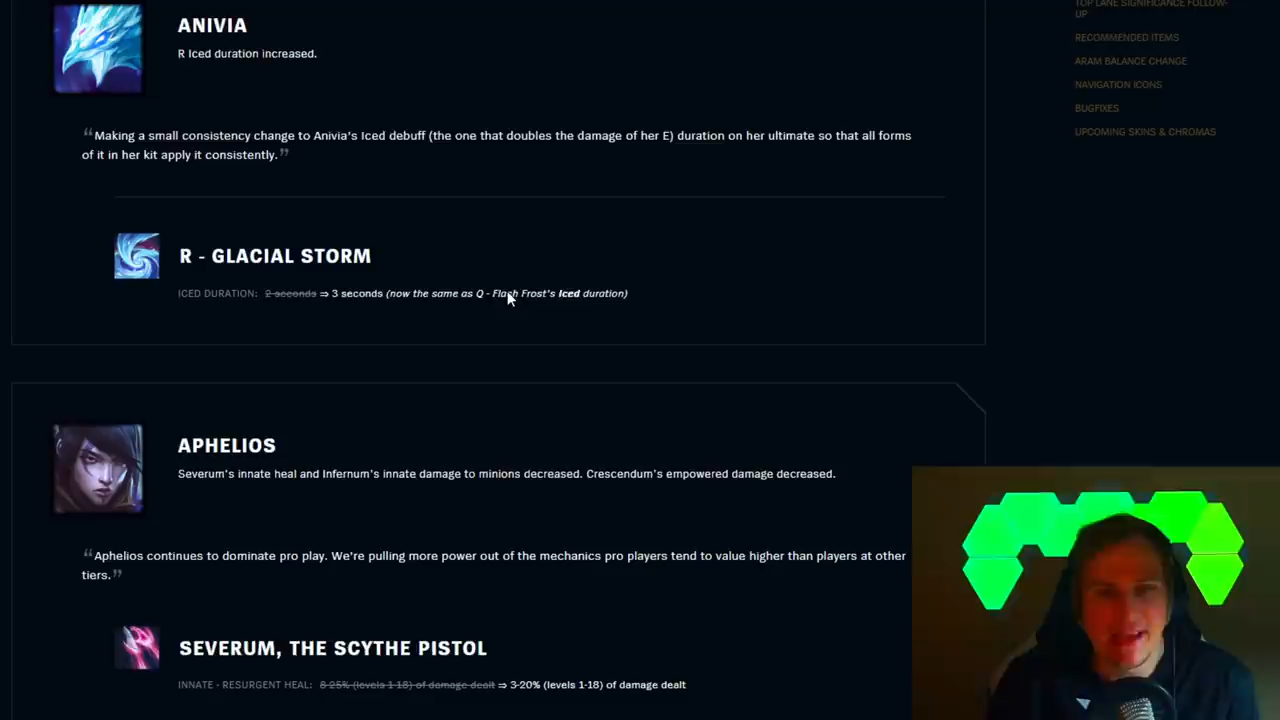 TOP LANE SIGNIFICANCE FOLLOW-
UP
RECOMMENDED ITEMS
ARAM BALANCE CHANGE
NAVIGATION ICONS
BUGFIXES
UPCOMING SKINS & CHROMAS
ANIVIA
R Iced duration increased.
“Making a small consistency change to Anivia's Iced debuff (the one that doubles the damage of her E) duration on her ultimate so that all forms
of it in her kit apply it consistently.”
R - GLACIAL STORM
ICED DURATION: 2 seconds ⇒ 3 seconds (now the same as Q - Flash Frost's Iced duration)
APHELIOS
Severum's innate heal and Infernum's innate damage to minions decreased. Crescendum's empowered damage decreased.
“Aphelios continues to dominate pro play. We're pulling more power out of the mechanics pro players tend to value higher than players at other
tiers.”
SEVERUM, THE SCYTHE PISTOL
INNATE - RESURGENT HEAL: 8-25% (levels 1-18) of damage dealt ⇒ 3-20% (levels 1-18) of damage dealt